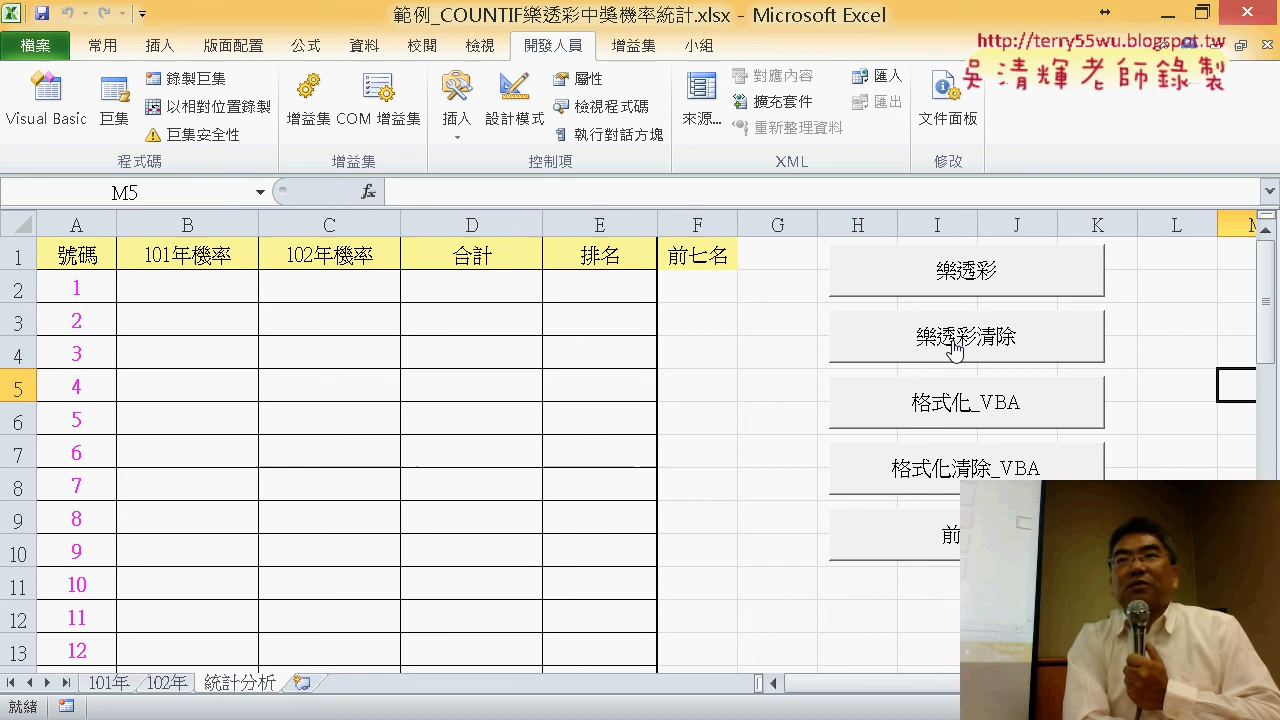 範例_COUNTIF樂透彩中獎機率統計.xlsx - Microsoft Excel
http://terry55wu.blogspot.tw
吳清輝老師錄製
檔案 常用 插入 版面配置 公式 資料 校閱 檢視 開發人員 增益集 小組
Visual Basic 巨集 錄製巨集 以相對位置錄製 巨集安全性 程式碼
增益集 COM 增益集 增益集
插入 設計模式 屬性 檢視程式碼 執行對話方塊 控制項
來源... 對應內容 擴充套件 重新整理資料 匯入 匯出 XML
文件面板 修改
M5 fx
A B C D E F G H I J K L M
1 號碼 101年機率 102年機率 合計 排名 前七名
2 1
3 2
4 3
5 4
6 5
7 6
8 7
9 8
10 9
11 10
12 11
13 12
樂透彩
樂透彩清除
格式化_VBA
格式化清除_VBA
前
101年 102年 統計分析
就緒